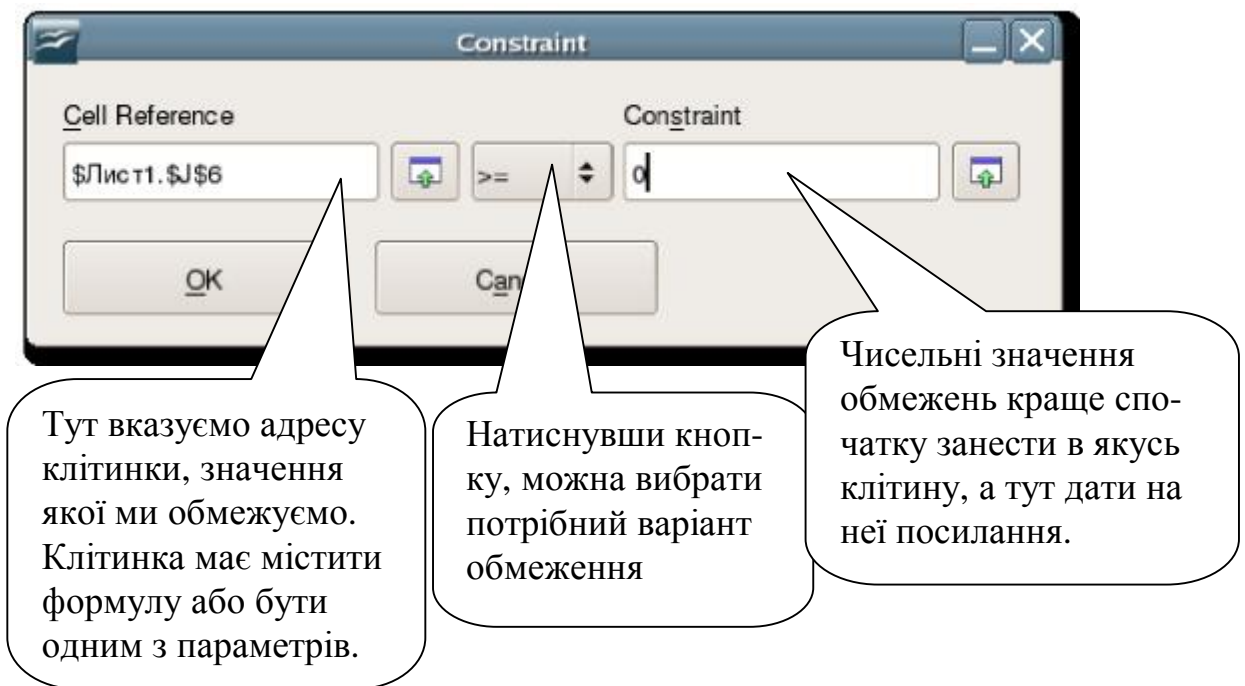 Constraint
Cell Reference
Constraint
$Лист1.$J$6
>=
0
OK
Can
Тут вказуємо адресу
клітинки, значення
якої ми обмежуємо.
Клітинка має містити
формулу або бути
одним з параметрів.
Натиснувши кноп-
ку, можна вибрати
потрібний варіант
обмеження
Чисельні значення
обмежень краще спо-
чатку занести в якусь
клітину, а тут дати на
неї посилання.